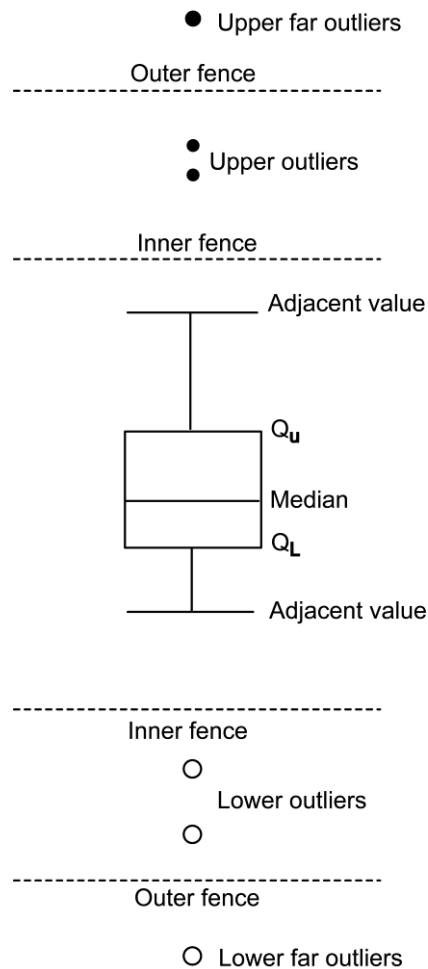 Upper far outliers
Outer fence
Upper outliers
Inner fence
Adjacent value
Qu
Median
QL
Adjacent value
Inner fence
Lower outliers
Outer fence
Lower far outliers